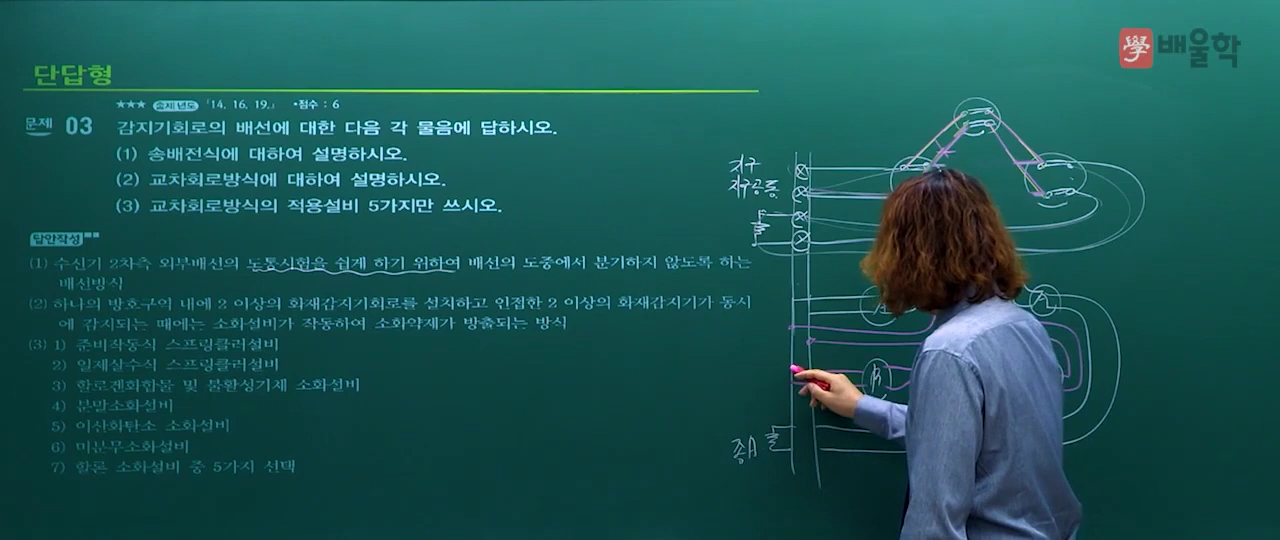 學 배울학
단답형
★★★ 출제년도 「14, 16, 19.」 •점수 : 6
문제 03 감지기회로의 배선에 대한 다음 각 물음에 답하시오.
(1) 송배전식에 대하여 설명하시오.
(2) 교차회로방식에 대하여 설명하시오.
(3) 교차회로방식의 적용설비 5가지만 쓰시오.
답안작성
(1) 수신기 2차측 외부배선의 도통시험을 쉽게 하기 위하여 배선의 도중에서 분기하지 않도록 하는
배선방식
(2) 하나의 방호구역 내에 2 이상의 화재감지기회로를 설치하고 인접한 2 이상의 화재감지기가 동시
에 감지되는 때에는 소화설비가 작동하여 소화약제가 방출되는 방식
(3) 1) 준비작동식 스프링클러설비
2) 일제살수식 스프링클러설비
3) 할로겐화합물 및 불활성기체 소화설비
4) 분말소화설비
5) 이산화탄소 소화설비
6) 미분무소화설비
7) 할론 소화설비 중 5가지 선택
지구
지구공통
종A